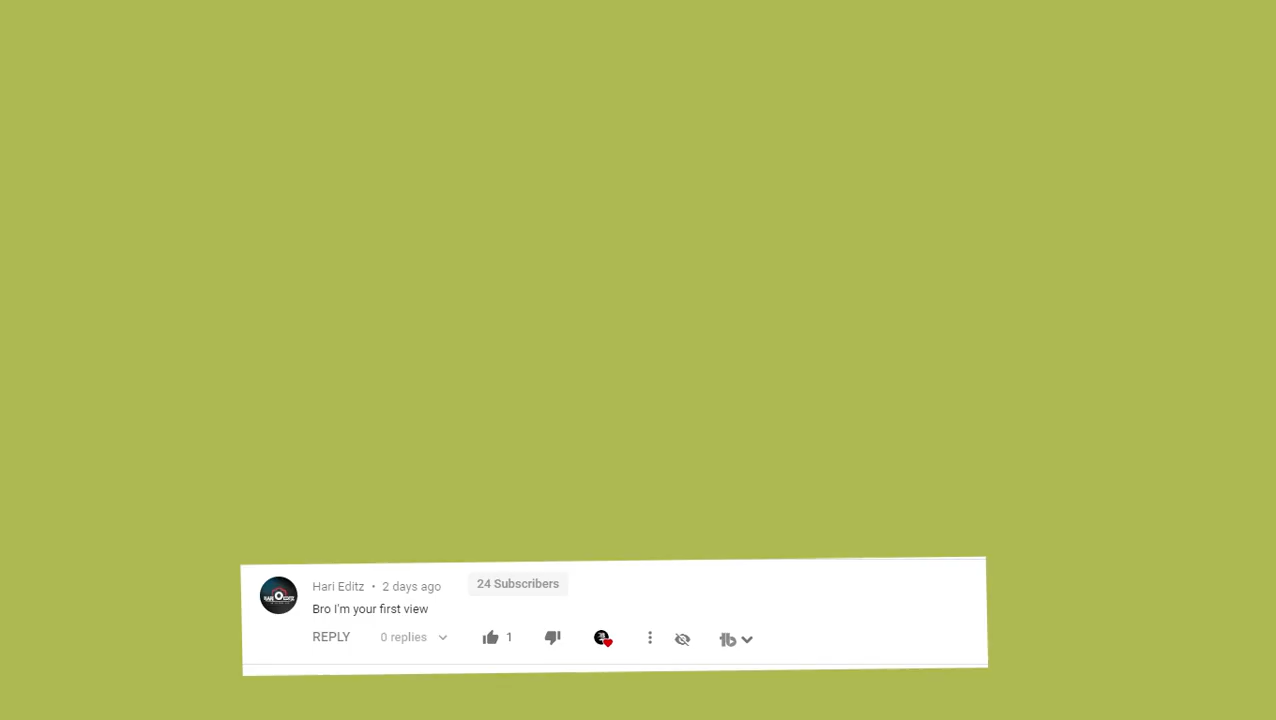 Hari Editz • 2 days ago 24 Subscribers
Bro I'm your first view
REPLY 0 replies 1